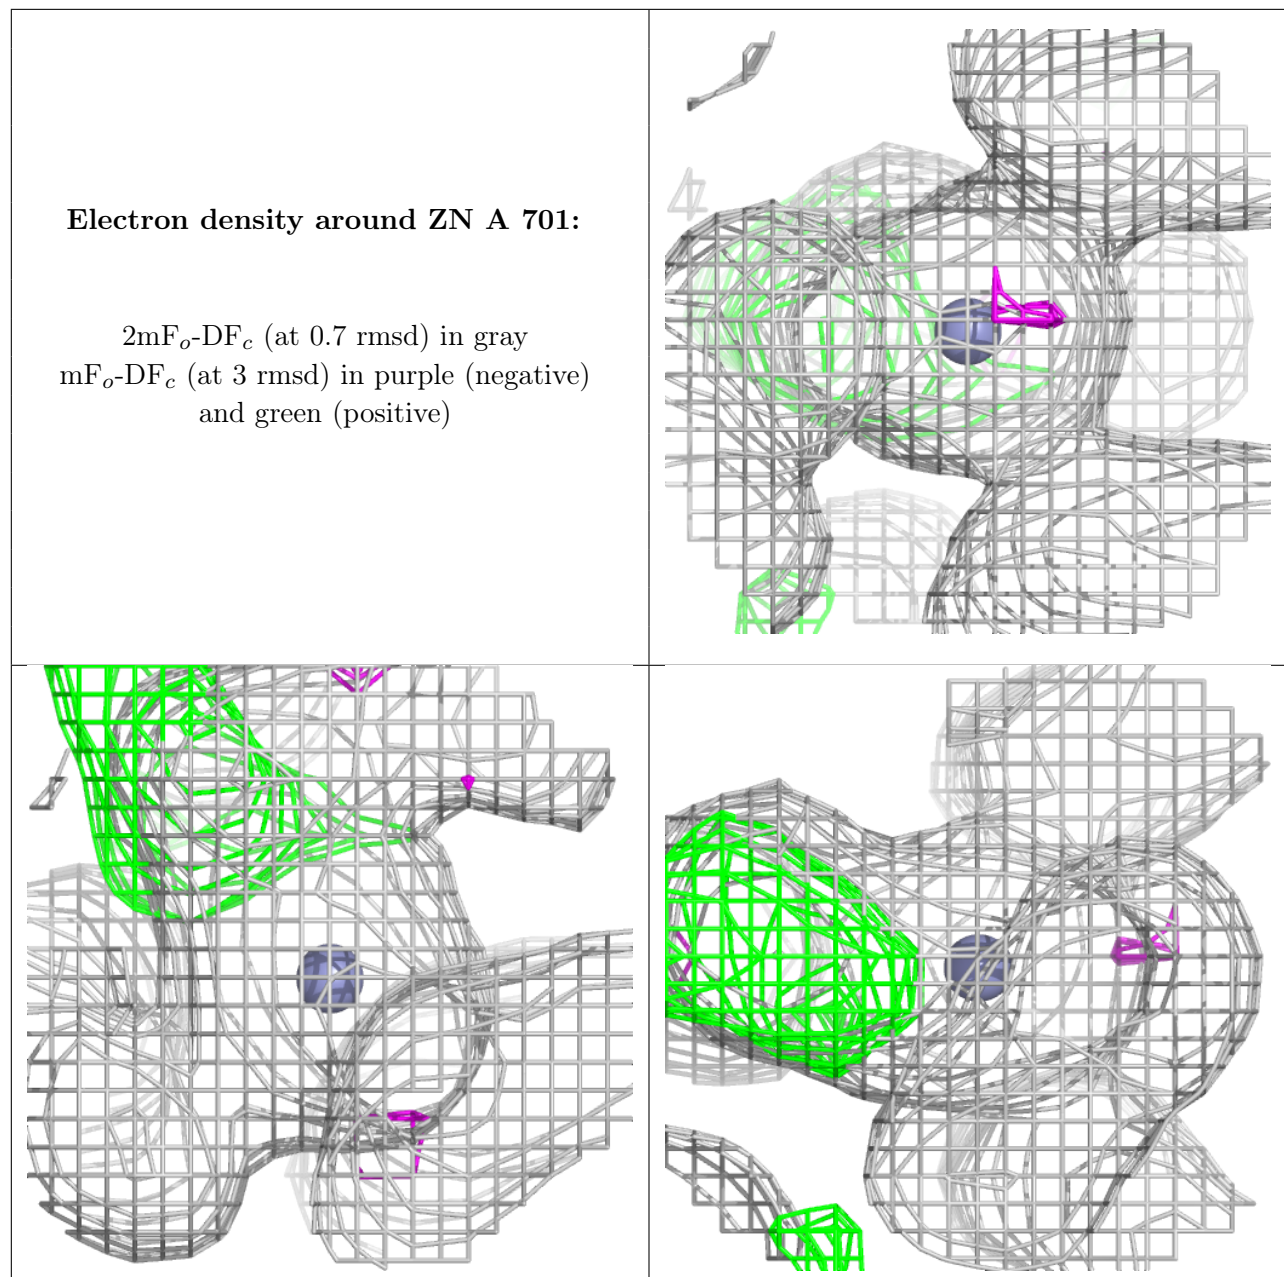 Electron density around ZN A 701:
2mFo-DFc (at 0.7 rmsd) in gray
mFo-DFc (at 3 rmsd) in purple (negative)
and green (positive)